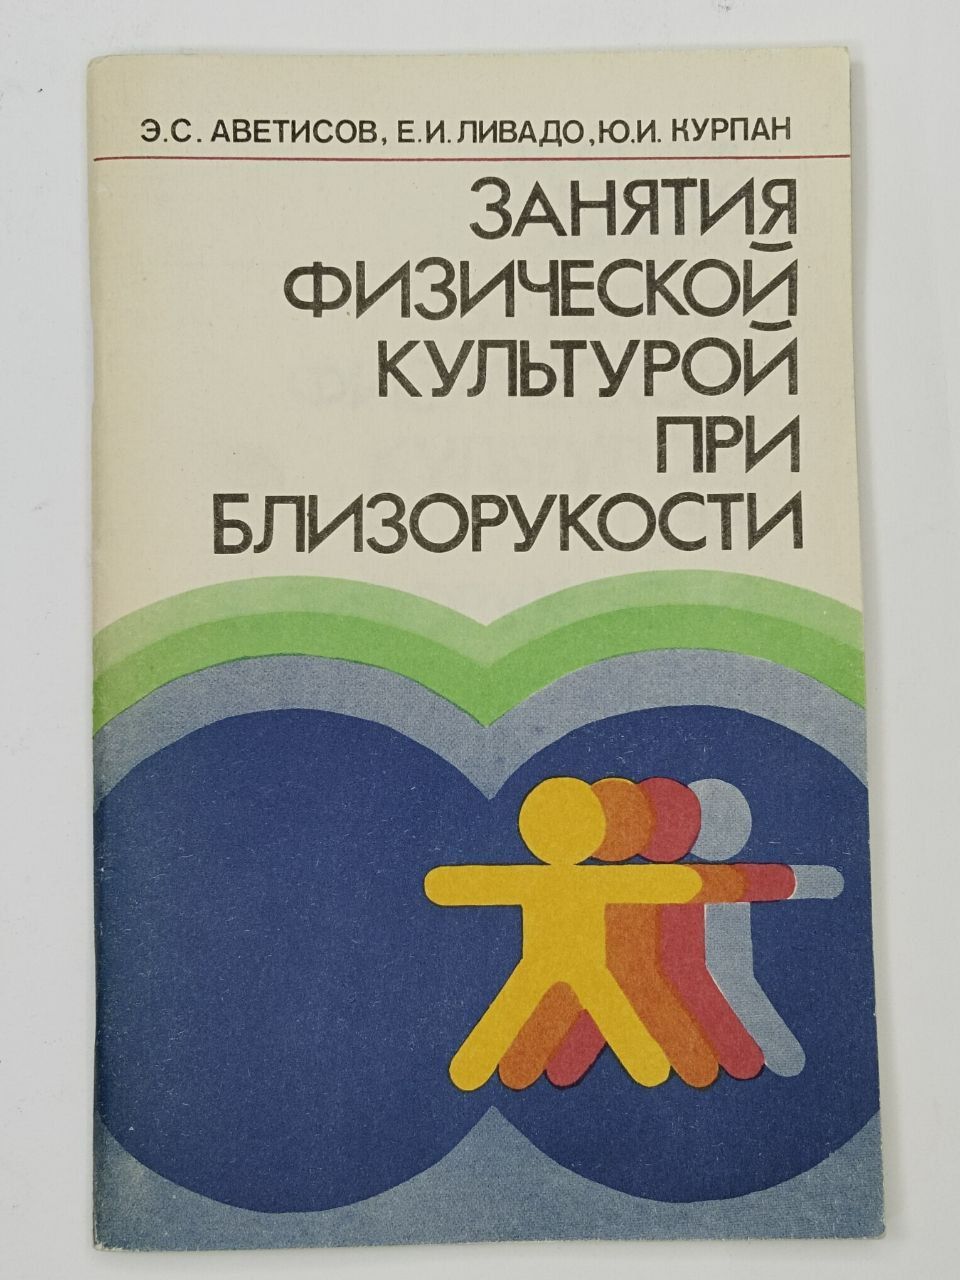 Э.С. АВЕТИСОВ, Е.И. ЛИВАДО, Ю.И. КУРПАН
ЗАНЯТИЯ
ФИЗИЧЕСКОЙ
КУЛЬТУРОЙ
ПРИ
БЛИЗОРУКОСТИ